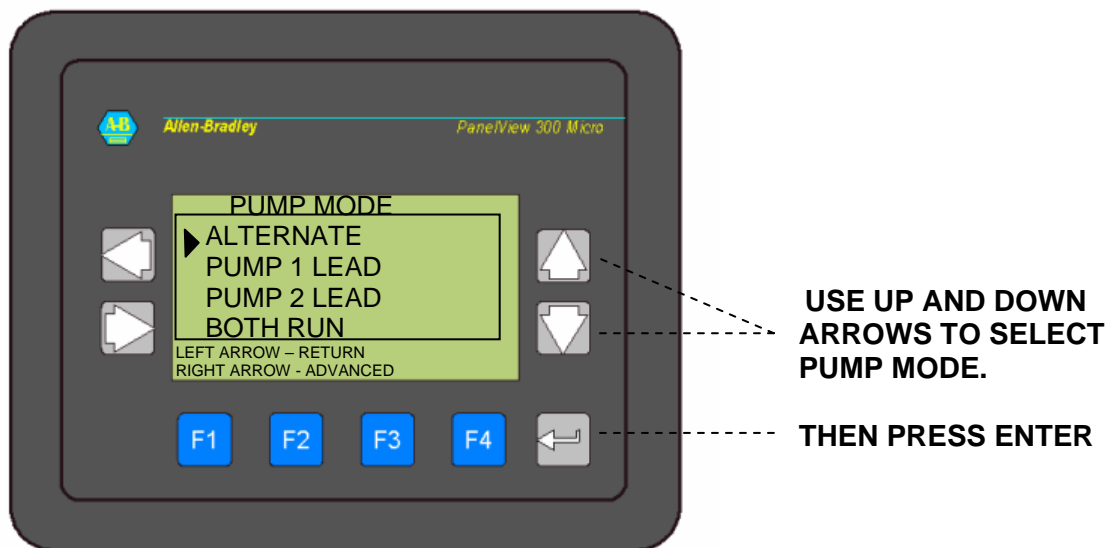 A-B Allen-Bradley PanelView 300 Micro
PUMP MODE
ALTERNATE
PUMP 1 LEAD
PUMP 2 LEAD
BOTH RUN
LEFT ARROW – RETURN
RIGHT ARROW - ADVANCED
F1 F2 F3 F4
USE UP AND DOWN
ARROWS TO SELECT
PUMP MODE.
THEN PRESS ENTER